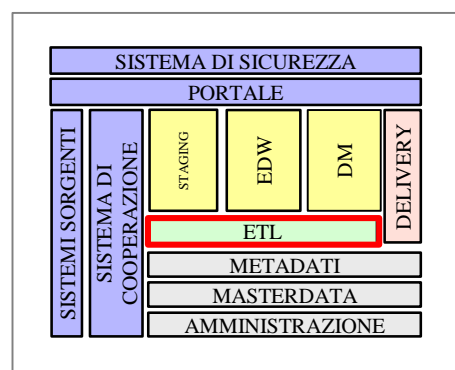 SISTEMA DI SICUREZZA
PORTALE
SISTEMI SORGENTI
SISTEMA DI
COOPERAZIONE
STAGING
EDW
DM
DELIVERY
ETL
METADATI
MASTERDATA
AMMINISTRAZIONE